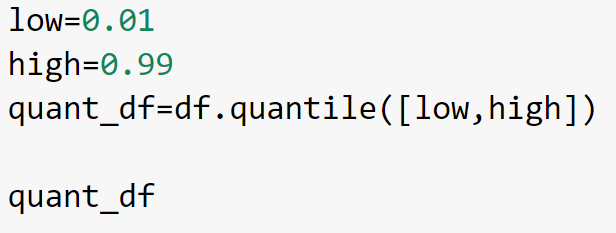 low=0.01
high=0.99
quant_df=df.quantile([low,high])
quant_df